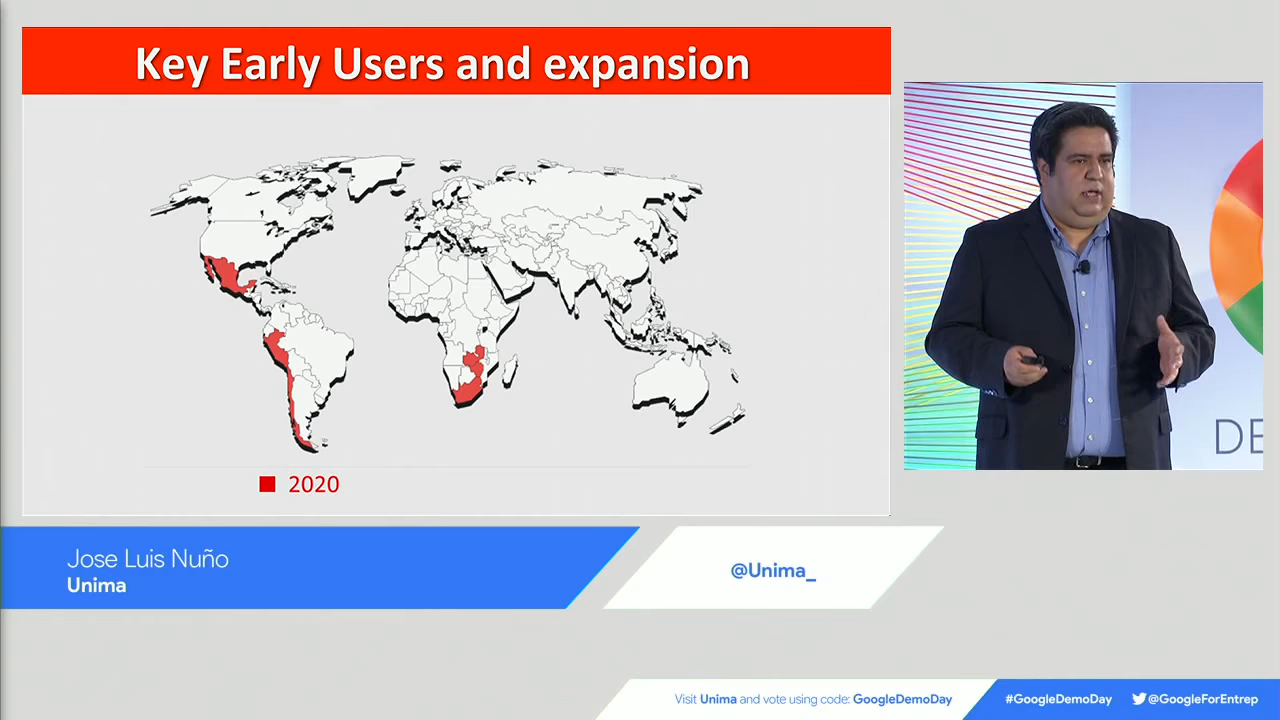 Key Early Users and expansion
2020
DE
Jose Luis Nuño
Unima
@Unima_
Visit Unima and vote using code: GoogleDemoDay
#GoogleDemoDay
@GoogleForEntrep